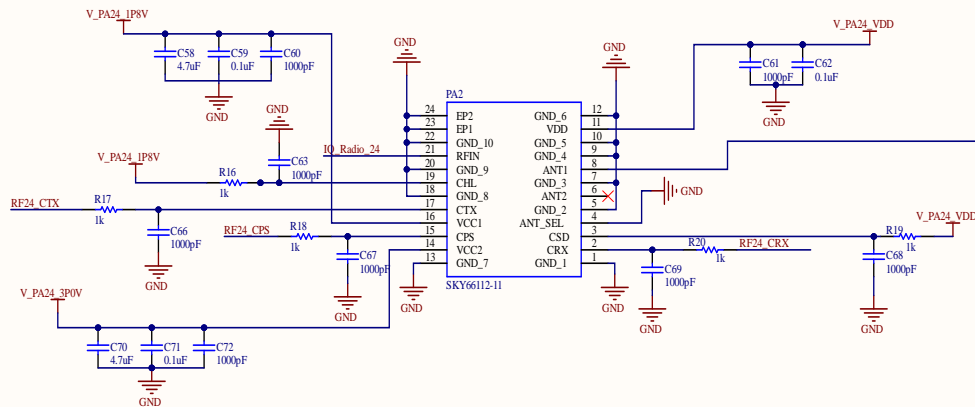 V_PA24_1P8V
C58
4.7uF
C59
0.1uF
C60
1000pF
GND
GND
V_PA24_1P8V
R16
1k
C63
1000pF
IQ_Radio_24
RF24_CTX
R17
1k
C66
1000pF
GND
RF24_CPS
R18
1k
C67
1000pF
GND
V_PA24_3P0V
C70
4.7uF
C71
0.1uF
C72
1000pF
GND
GND
GND
PA2
24 EP2 GND_6 12
23 EP1 VDD 11
22 GND_10 GND_5 10
21 RFIN GND_4 9
20 GND_9 ANT1 8
19 CHL GND_3 7
18 GND_8 ANT2 6
17 CTX GND_2 5
16 VCC1 ANT_SEL 4
15 CPS CSD 3
14 VCC2 CRX 2
13 GND_7 GND_1 1
SKY66112-11
GND
GND
GND
V_PA24_VDD
C61
1000pF
C62
0.1uF
GND
V_PA24_VDD
R19
1k
R20
1k
RF24_CRX
C69
1000pF
GND
C68
1000pF
GND